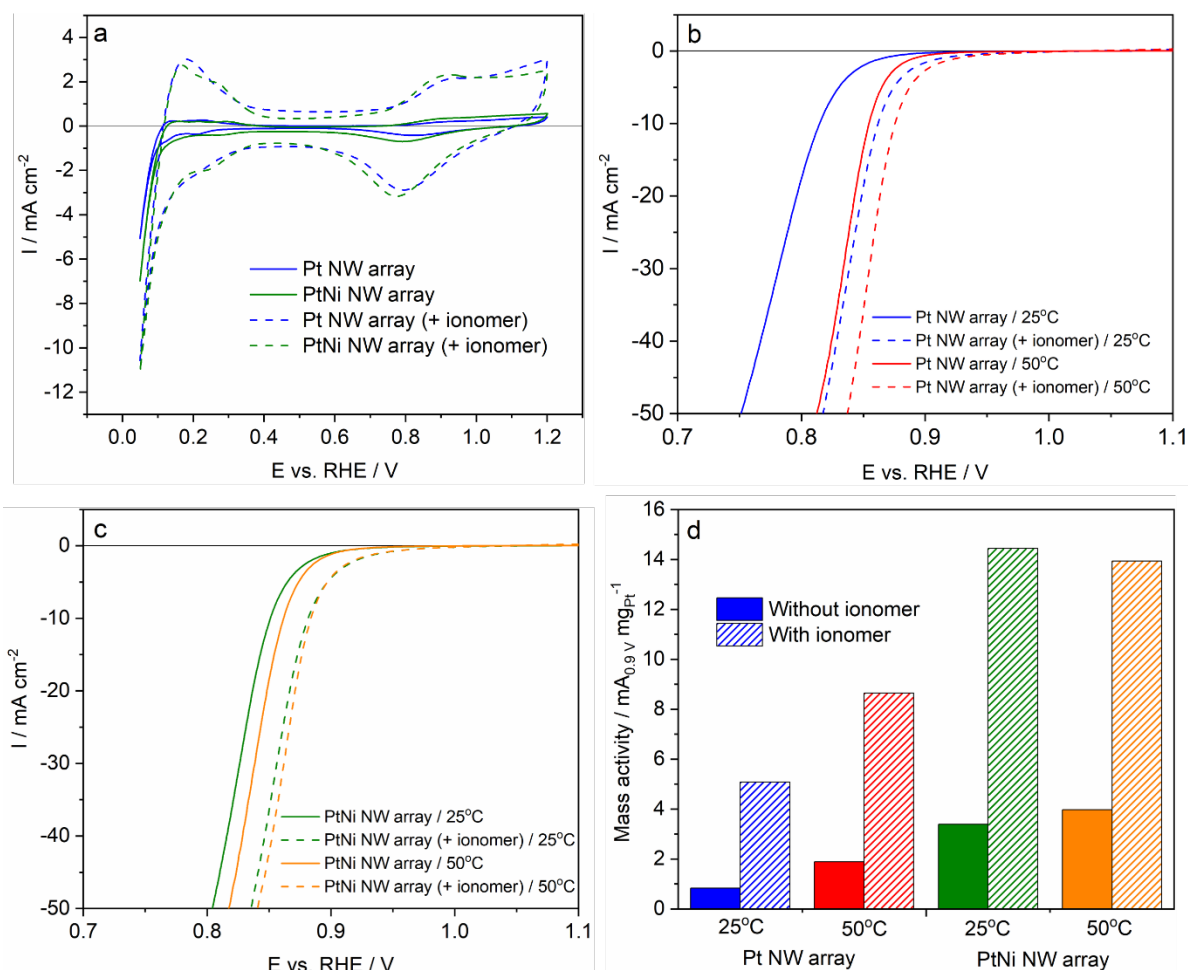 a
I / mA cm⁻²
4
2
0
-2
-4
-6
-8
-10
-12
Pt NW array
PtNi NW array
Pt NW array (+ ionomer)
PtNi NW array (+ ionomer)
0.0 0.2 0.4 0.6 0.8 1.0 1.2
E vs. RHE / V
b
I / mA cm⁻²
0
-10
-20
-30
-40
-50
Pt NW array / 25°C
Pt NW array (+ ionomer) / 25°C
Pt NW array / 50°C
Pt NW array (+ ionomer) / 50°C
0.7 0.8 0.9 1.0 1.1
E vs. RHE / V
c
I / mA cm⁻²
0
-10
-20
-30
-40
-50
PtNi NW array / 25°C
PtNi NW array (+ ionomer) / 25°C
PtNi NW array / 50°C
PtNi NW array (+ ionomer) / 50°C
0.7 0.8 0.9 1.0 1.1
E vs. RHE / V
d
Mass activity / mA0.9 V mgPt⁻¹
16
14
12
10
8
6
4
2
0
Without ionomer
With ionomer
25°C 50°C 25°C 50°C
Pt NW array PtNi NW array